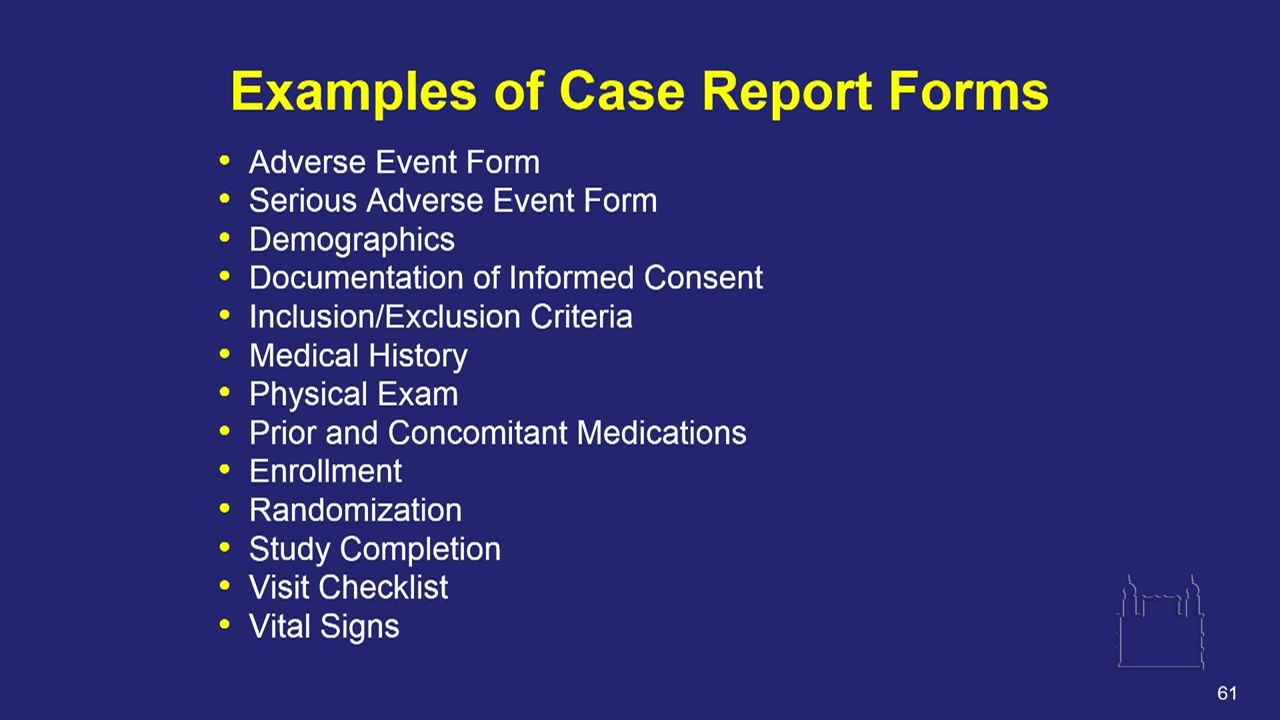 Examples of Case Report Forms
• Adverse Event Form
• Serious Adverse Event Form
• Demographics
• Documentation of Informed Consent
• Inclusion/Exclusion Criteria
• Medical History
• Physical Exam
• Prior and Concomitant Medications
• Enrollment
• Randomization
• Study Completion
• Visit Checklist
• Vital Signs
61